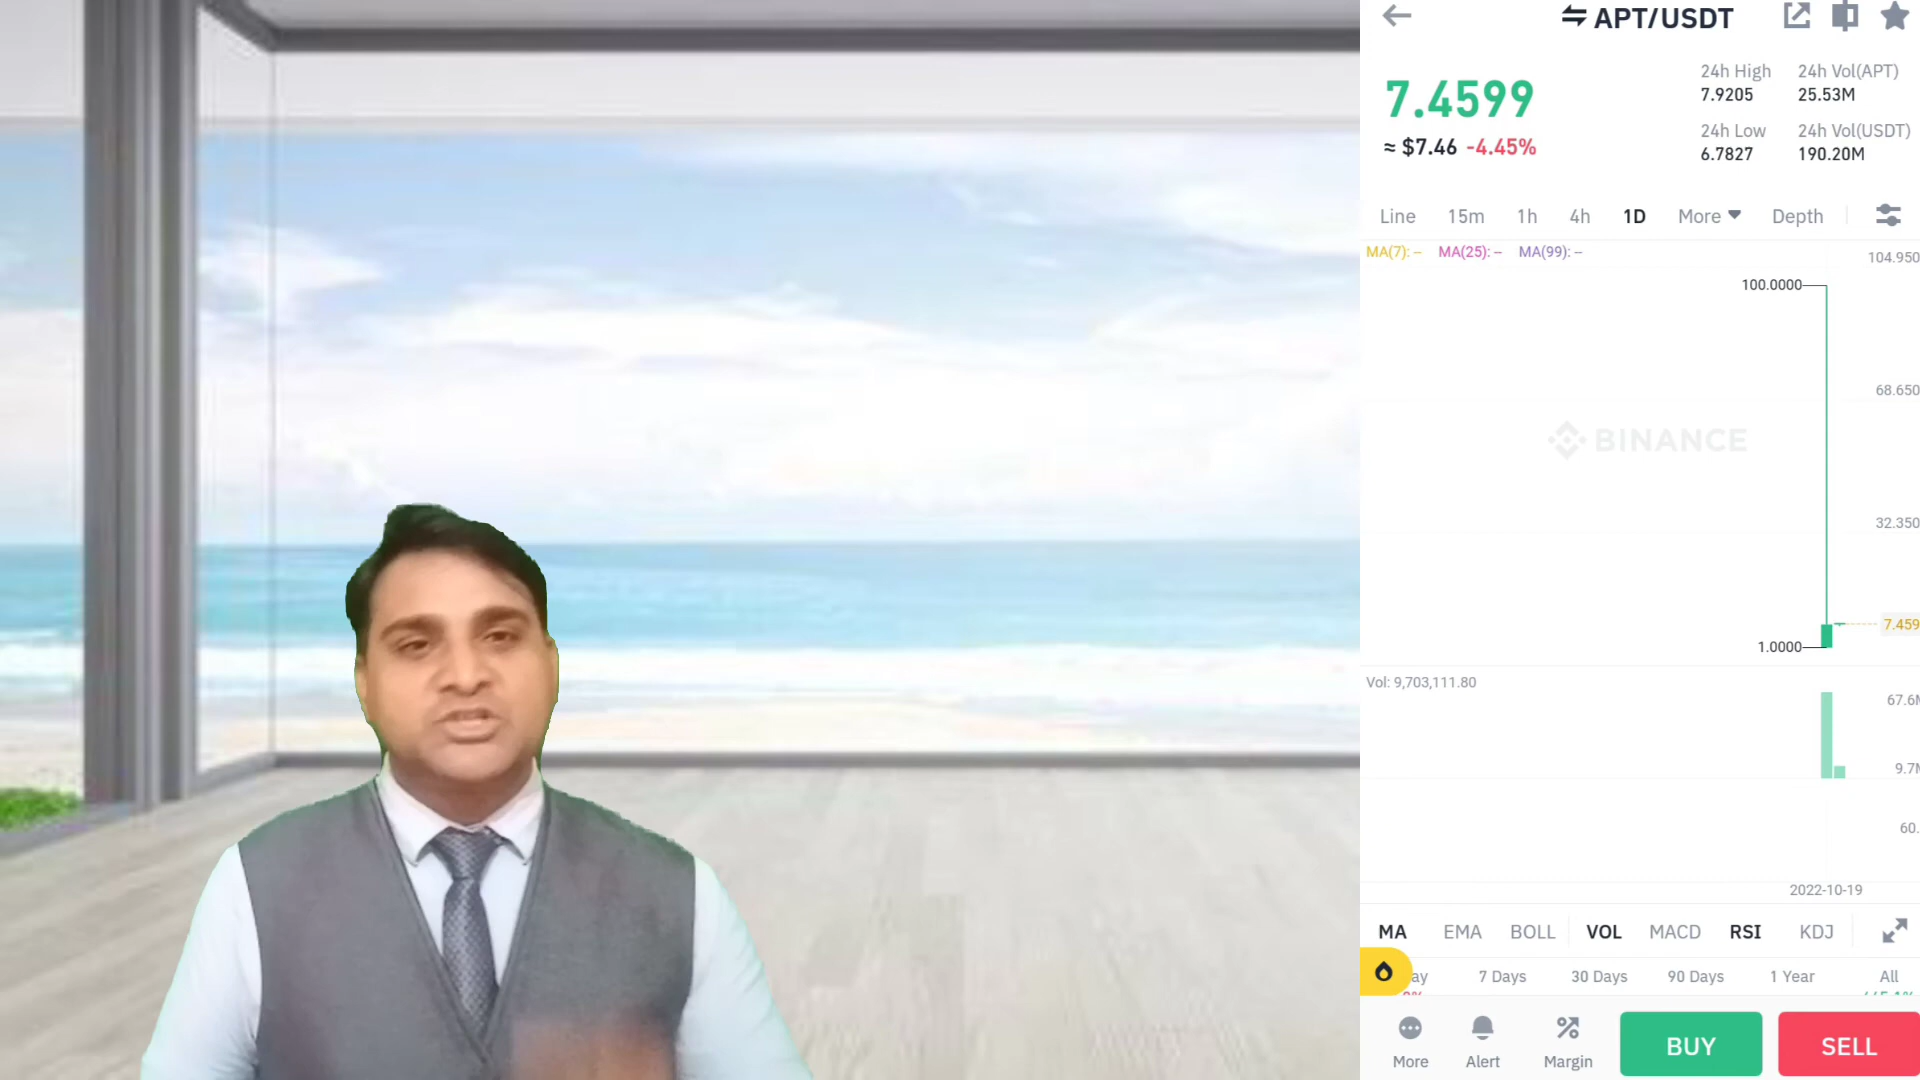 APT/USDT
7.4599
≈ $7.46 -4.45%
24h High
7.9205
24h Vol(APT)
25.53M
24h Low
6.7827
24h Vol(USDT)
190.20M
Line 15m 1h 4h 1D More Depth
MA(7): -- MA(25): -- MA(99): --
104.950
100.0000
68.650
BINANCE
32.350
7.459
1.0000
Vol: 9,703,111.80
67.6M
9.7M
60.
2022-10-19
MA EMA BOLL VOL MACD RSI KDJ
ay 7 Days 30 Days 90 Days 1 Year All
More Alert Margin BUY SELL